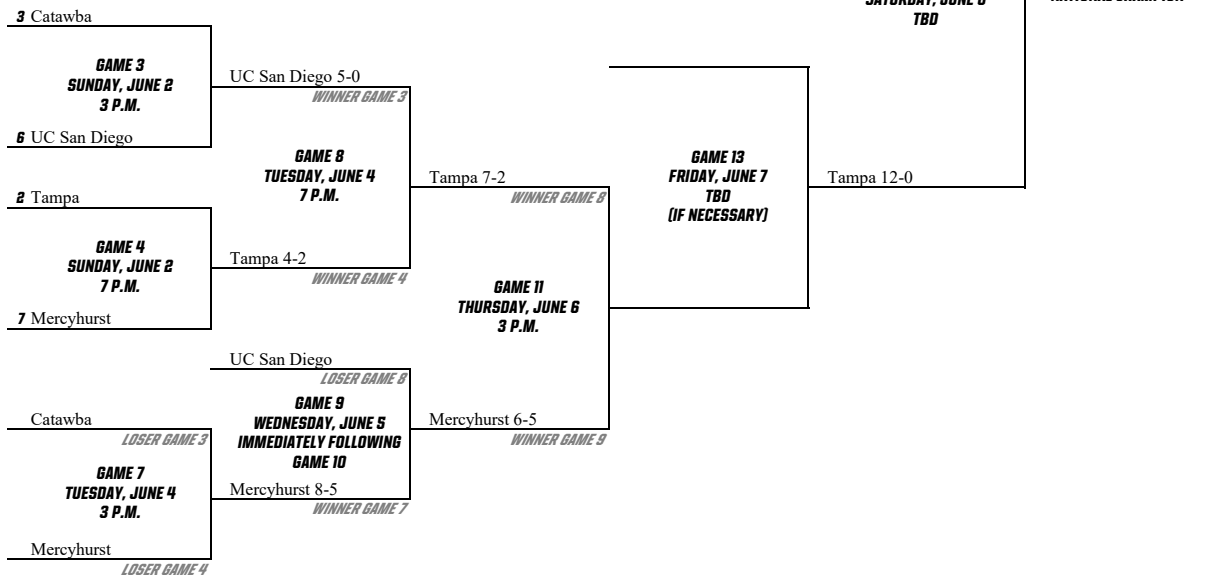 3 Catawba
GAME 3
SUNDAY, JUNE 2
3 P.M.
6 UC San Diego
UC San Diego 5-0
WINNER GAME 3
GAME 8
TUESDAY, JUNE 4
7 P.M.
2 Tampa
GAME 4
SUNDAY, JUNE 2
7 P.M.
7 Mercyhurst
Tampa 4-2
WINNER GAME 4
Tampa 7-2
WINNER GAME 8
GAME 11
THURSDAY, JUNE 6
3 P.M.
UC San Diego
LOSER GAME 8
GAME 9
WEDNESDAY, JUNE 5
IMMEDIATELY FOLLOWING
GAME 10
Catawba
LOSER GAME 3
GAME 7
TUESDAY, JUNE 4
3 P.M.
Mercyhurst
LOSER GAME 4
Mercyhurst 8-5
WINNER GAME 7
Mercyhurst 6-5
WINNER GAME 9
GAME 13
FRIDAY, JUNE 7
TBD
(IF NECESSARY)
Tampa 12-0
TBD